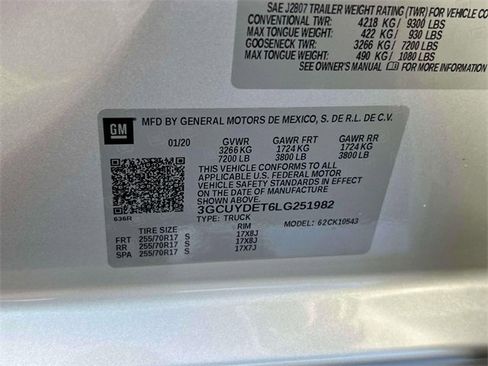 SAE J2807 TRAILER WEIGHT RATING (TWR) FOR VEHICLE CO
CONVENTIONAL TWR: 4218 KG / 9300 LBS
MAX TONGUE WT: 422 KG / 930 LBS
GOOSENECK TWR: 3266 KG / 7200 LBS
MAX TONGUE WT: 490 KG / 1080 LBS
SEE OWNER'S MANUAL FOR MORE INFORMATION
GM
MFD BY GENERAL MOTORS DE MEXICO, S. DE R.L. DE C.V.
01/20 GVWR GAWR FRT GAWR RR
3266 KG 1724 KG 1724 KG
7200 LB 3800 LB 3800 LB
THIS VEHICLE CONFORMS TO ALL
APPLICABLE U.S. FEDERAL MOTOR
VEHICLE SAFETY STANDARDS IN EFFECT ON
THE DATE OF MANUFACTURE SHOWN ABOVE.
3GCUYDET6LG251982
636R TYPE: TRUCK 62CK10543
TIRE SIZE RIM
FRT 255/70R17 S 17X8J
RR 255/70R17 S 17X8J
SPA 255/70R17 S 17X7J